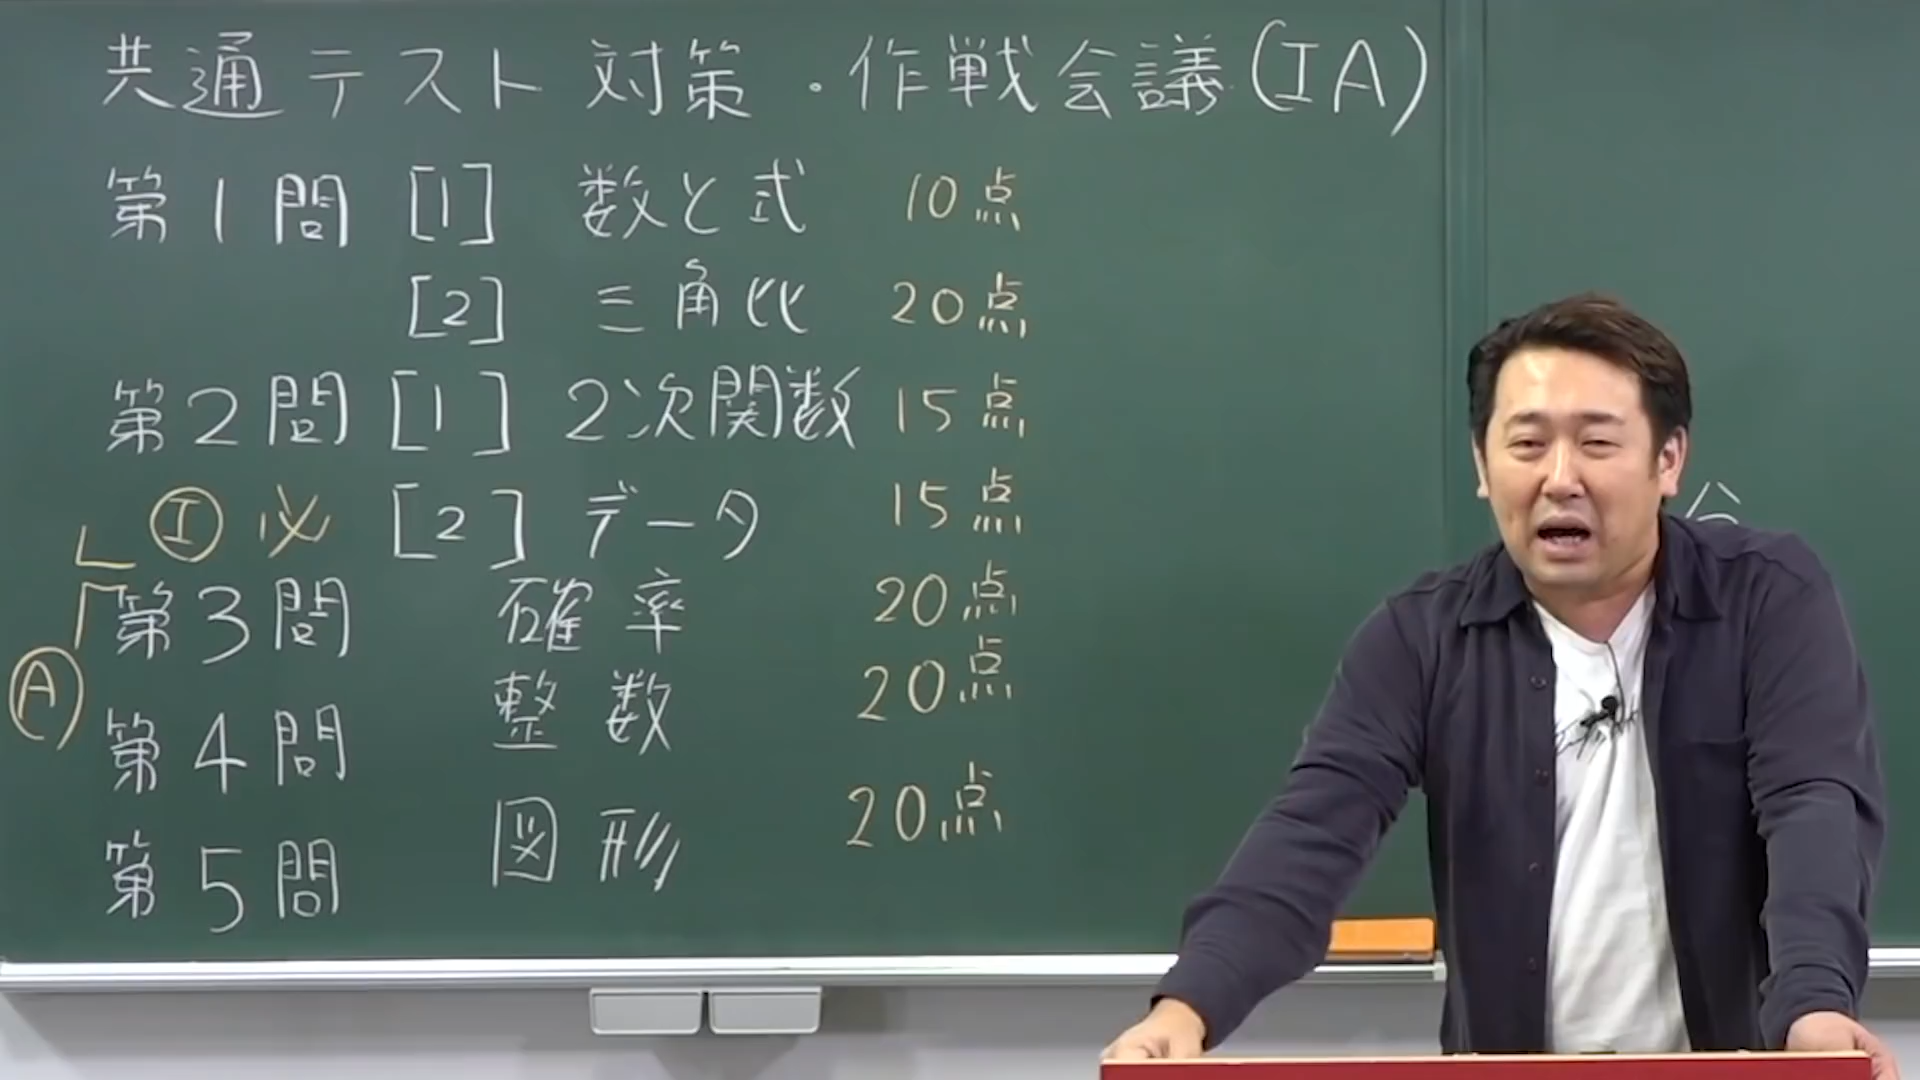 共通テスト対策・作戦会議(IA)
第1問 [1] 数と式 10点
[2] 三角比 20点
第2問 [1] 2次関数 15点
Ⓘ 必 [2] データ 15点
第3問 確率 20点
Ⓐ 第4問 整数 20点
第5問 図形 20点